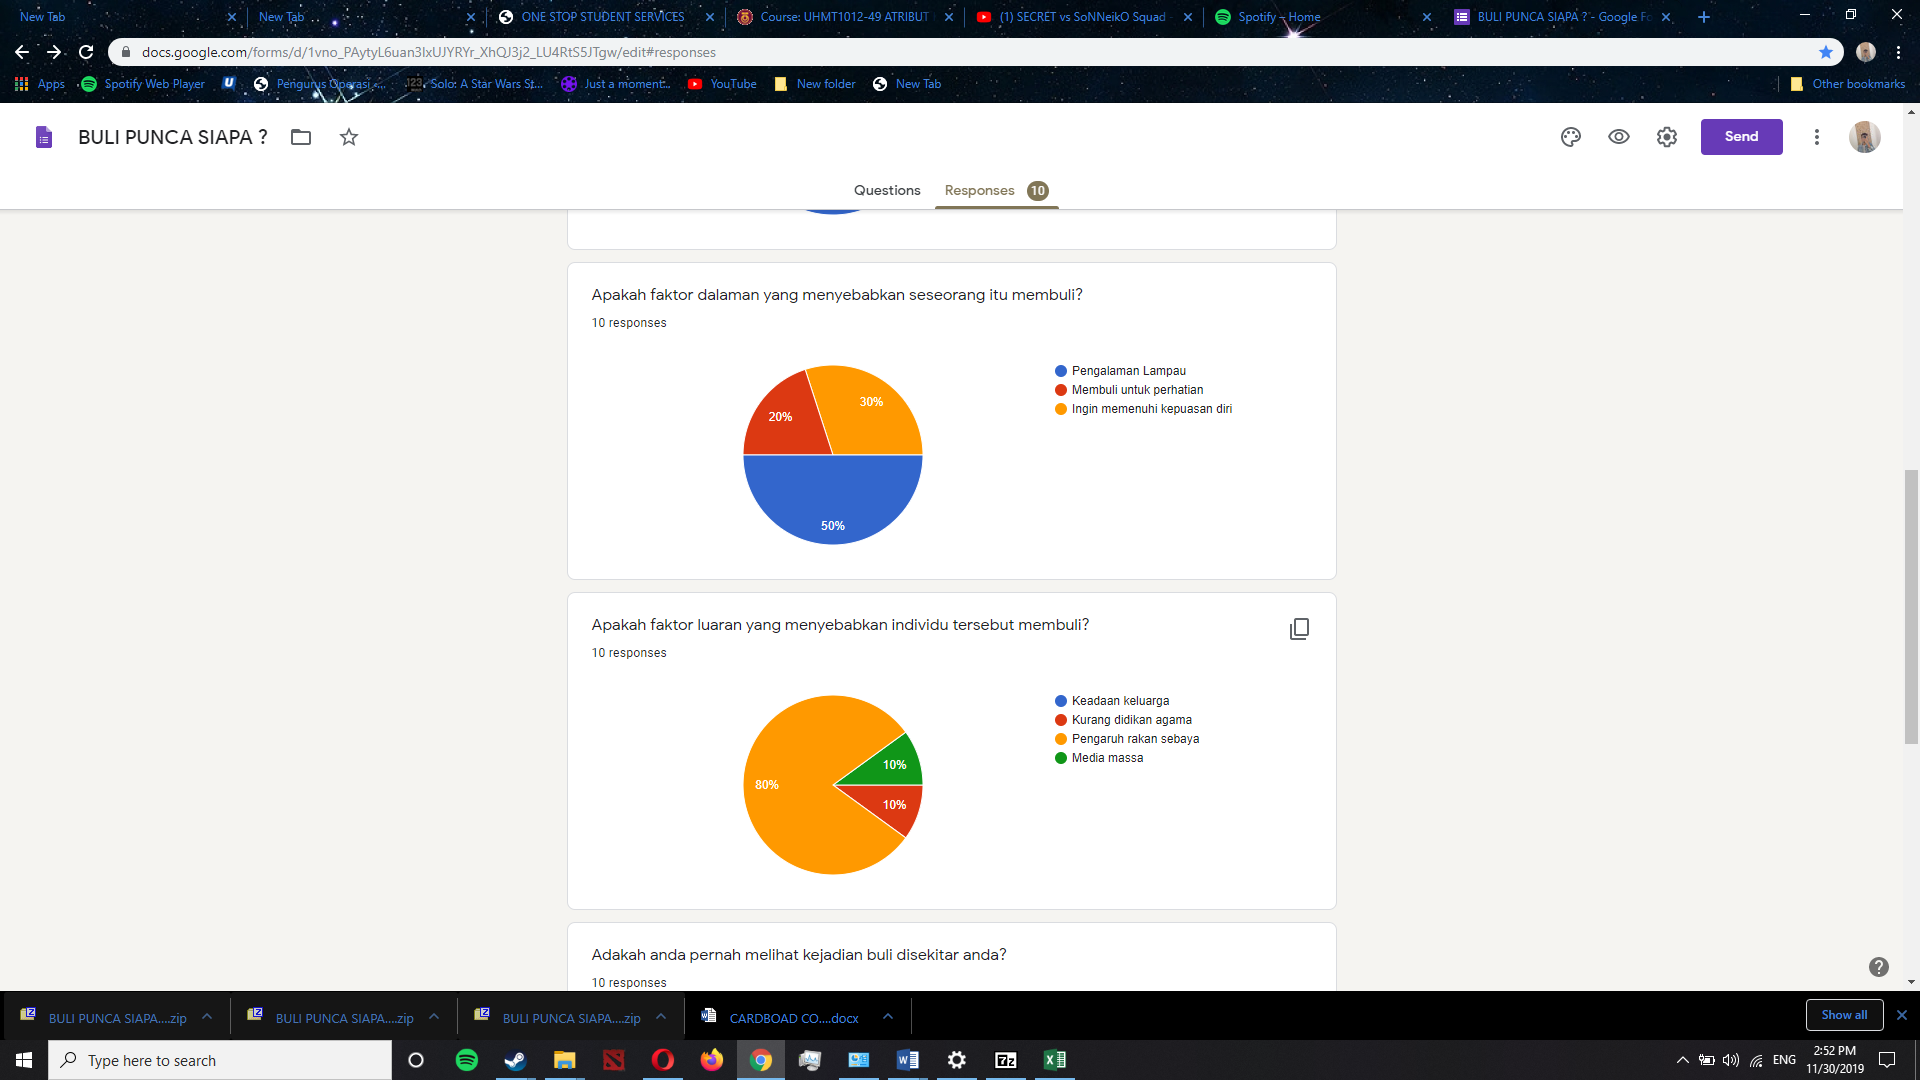 New Tab
New Tab
ONE STOP STUDENT SERVICES
Course: UHMT1012-49 ATRIBUT
(1) SECRET vs SoNNeikO Squad
Spotify – Home
BULI PUNCA SIAPA ? - Google Fo
docs.google.com/forms/d/1vno_PAytyL6uan3IxUJYRYr_XhQJ3j2_LU4RtS5JTgw/edit#responses
Apps
Spotify Web Player
Pengurus Operasi -...
123
Solo: A Star Wars St...
Just a moment...
YouTube
New folder
New Tab
Other bookmarks
BULI PUNCA SIAPA ?
Send
Questions
Responses 10
Apakah faktor dalaman yang menyebabkan seseorang itu membuli?
10 responses
20%
30%
50%
Pengalaman Lampau
Membuli untuk perhatian
Ingin memenuhi kepuasan diri
Apakah faktor luaran yang menyebabkan individu tersebut membuli?
10 responses
80%
10%
10%
Keadaan keluarga
Kurang didikan agama
Pengaruh rakan sebaya
Media massa
Adakah anda pernah melihat kejadian buli disekitar anda?
10 responses
BULI PUNCA SIAPA....zip
BULI PUNCA SIAPA....zip
BULI PUNCA SIAPA....zip
CARDBOAD CO....docx
Show all
Type here to search
7z
ENG
2:52 PM
11/30/2019